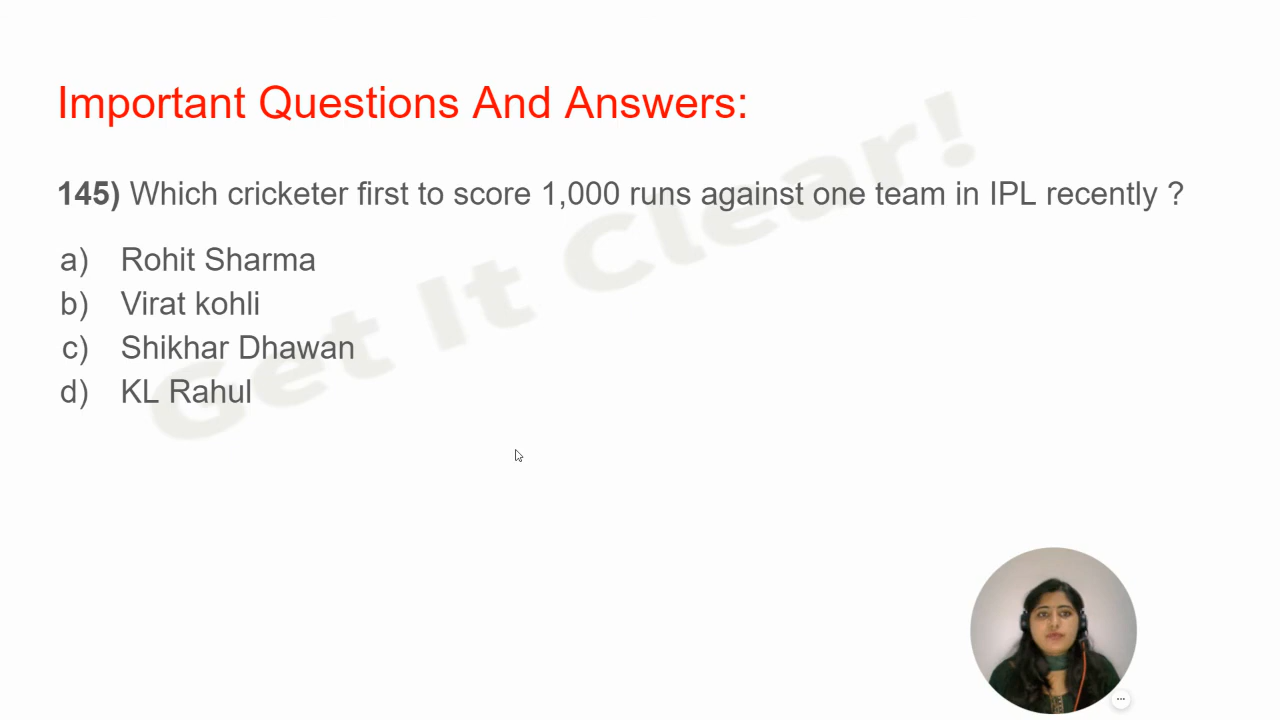 Important Questions And Answers:
145) Which cricketer first to score 1,000 runs against one team in IPL recently ?
a) Rohit Sharma
b) Virat kohli
c) Shikhar Dhawan
d) KL Rahul
Get It Clear!